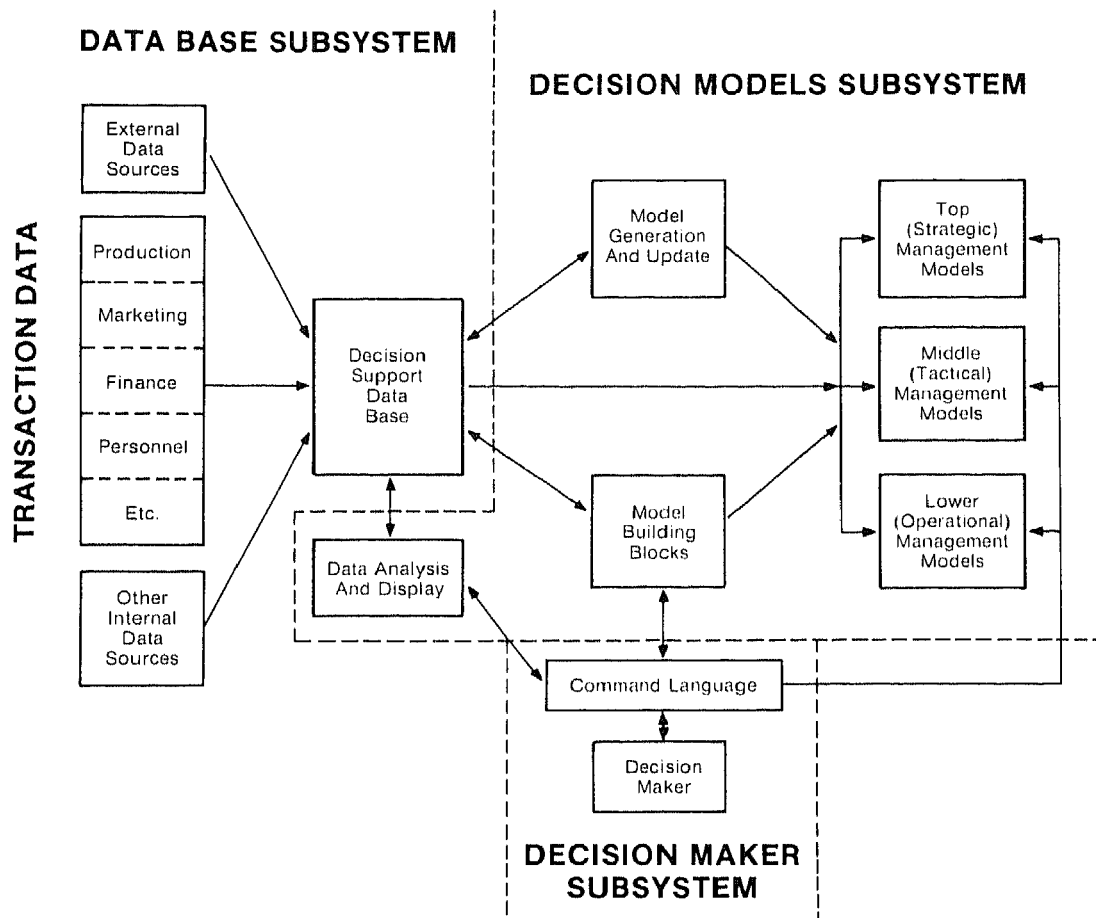 DATA BASE SUBSYSTEM
DECISION MODELS SUBSYSTEM
TRANSACTION DATA
External
Data
Sources
Production
Marketing
Finance
Personnel
Etc.
Other
Internal
Data
Sources
Decision
Support
Data
Base
Data Analysis
And Display
Model
Generation
And Update
Model
Building
Blocks
Top
(Strategic)
Management
Models
Middle
(Tactical)
Management
Models
Lower
(Operational)
Management
Models
Command Language
Decision
Maker
DECISION MAKER
SUBSYSTEM